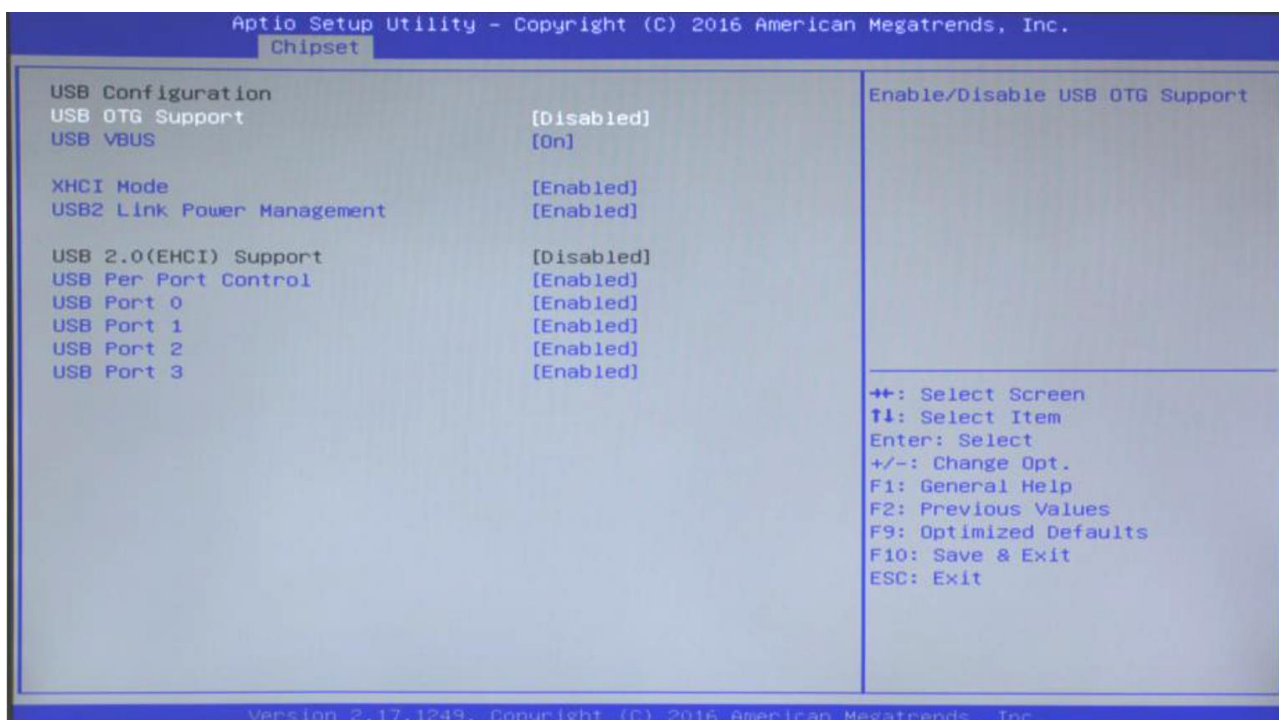 Aptio Setup Utility – Copyright (C) 2016 American Megatrends, Inc.
Chipset
USB Configuration
USB OTG Support [Disabled]
USB VBUS [On]
XHCI Mode [Enabled]
USB2 Link Power Management [Enabled]
USB 2.0(EHCI) Support [Disabled]
USB Per Port Control [Enabled]
USB Port 0 [Enabled]
USB Port 1 [Enabled]
USB Port 2 [Enabled]
USB Port 3 [Enabled]
Enable/Disable USB OTG Support
→←: Select Screen
↑↓: Select Item
Enter: Select
+/-: Change Opt.
F1: General Help
F2: Previous Values
F9: Optimized Defaults
F10: Save & Exit
ESC: Exit
Version 2.17.1249. Copyright (C) 2016 American Megatrends, Inc.